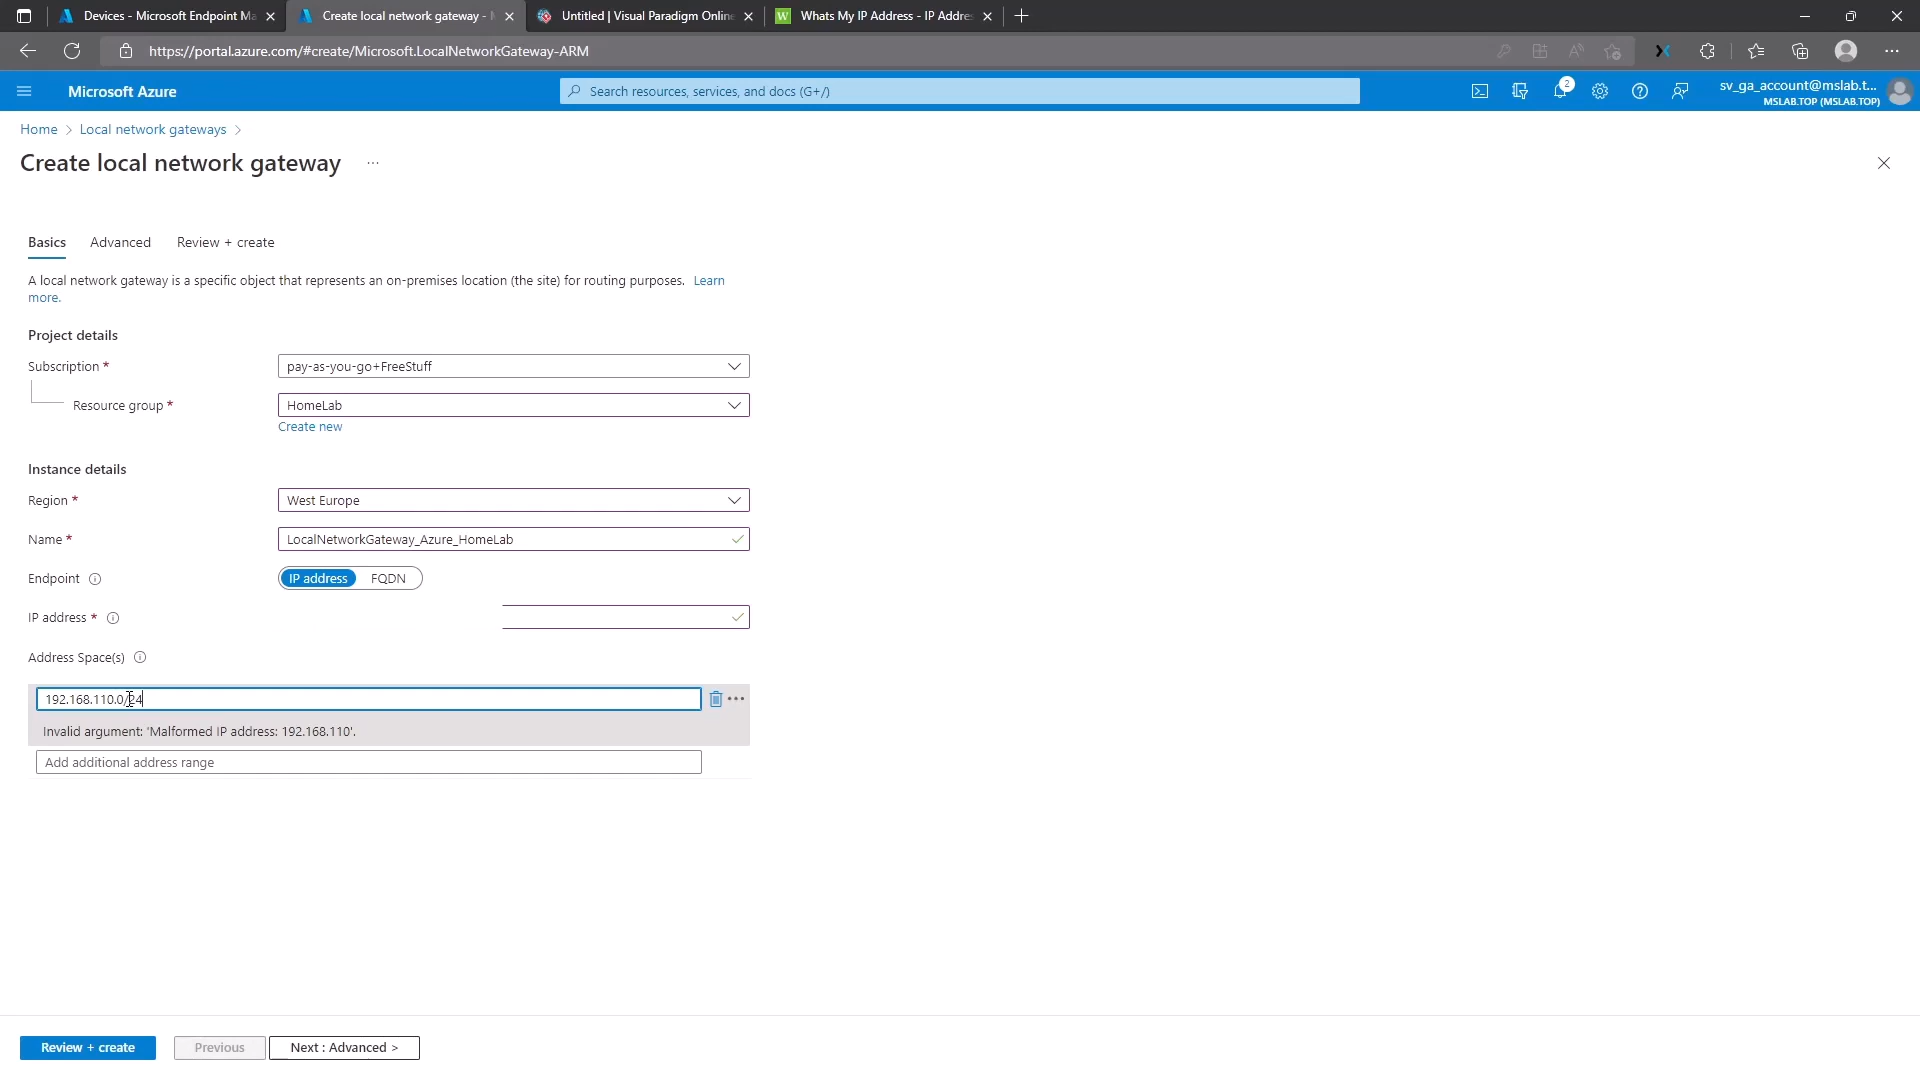 Devices - Microsoft Endpoint Ma
Create local network gateway - M
Untitled | Visual Paradigm Online
Whats My IP Address - IP Addres
https://portal.azure.com/#create/Microsoft.LocalNetworkGateway-ARM
Microsoft Azure
Search resources, services, and docs (G+/)
2
sv_ga_account@mslab.t...
MSLAB.TOP (MSLAB.TOP)
Home > Local network gateways >
Create local network gateway ...
Basics Advanced Review + create
A local network gateway is a specific object that represents an on-premises location (the site) for routing purposes. Learn
more.
Project details
Subscription * pay-as-you-go+FreeStuff
Resource group * HomeLab
Create new
Instance details
Region * West Europe
Name * LocalNetworkGateway_Azure_HomeLab
Endpoint IP address FQDN
IP address *
Address Space(s)
192.168.110.0/24
Invalid argument: 'Malformed IP address: 192.168.110'.
Add additional address range
Review + create Previous Next : Advanced >